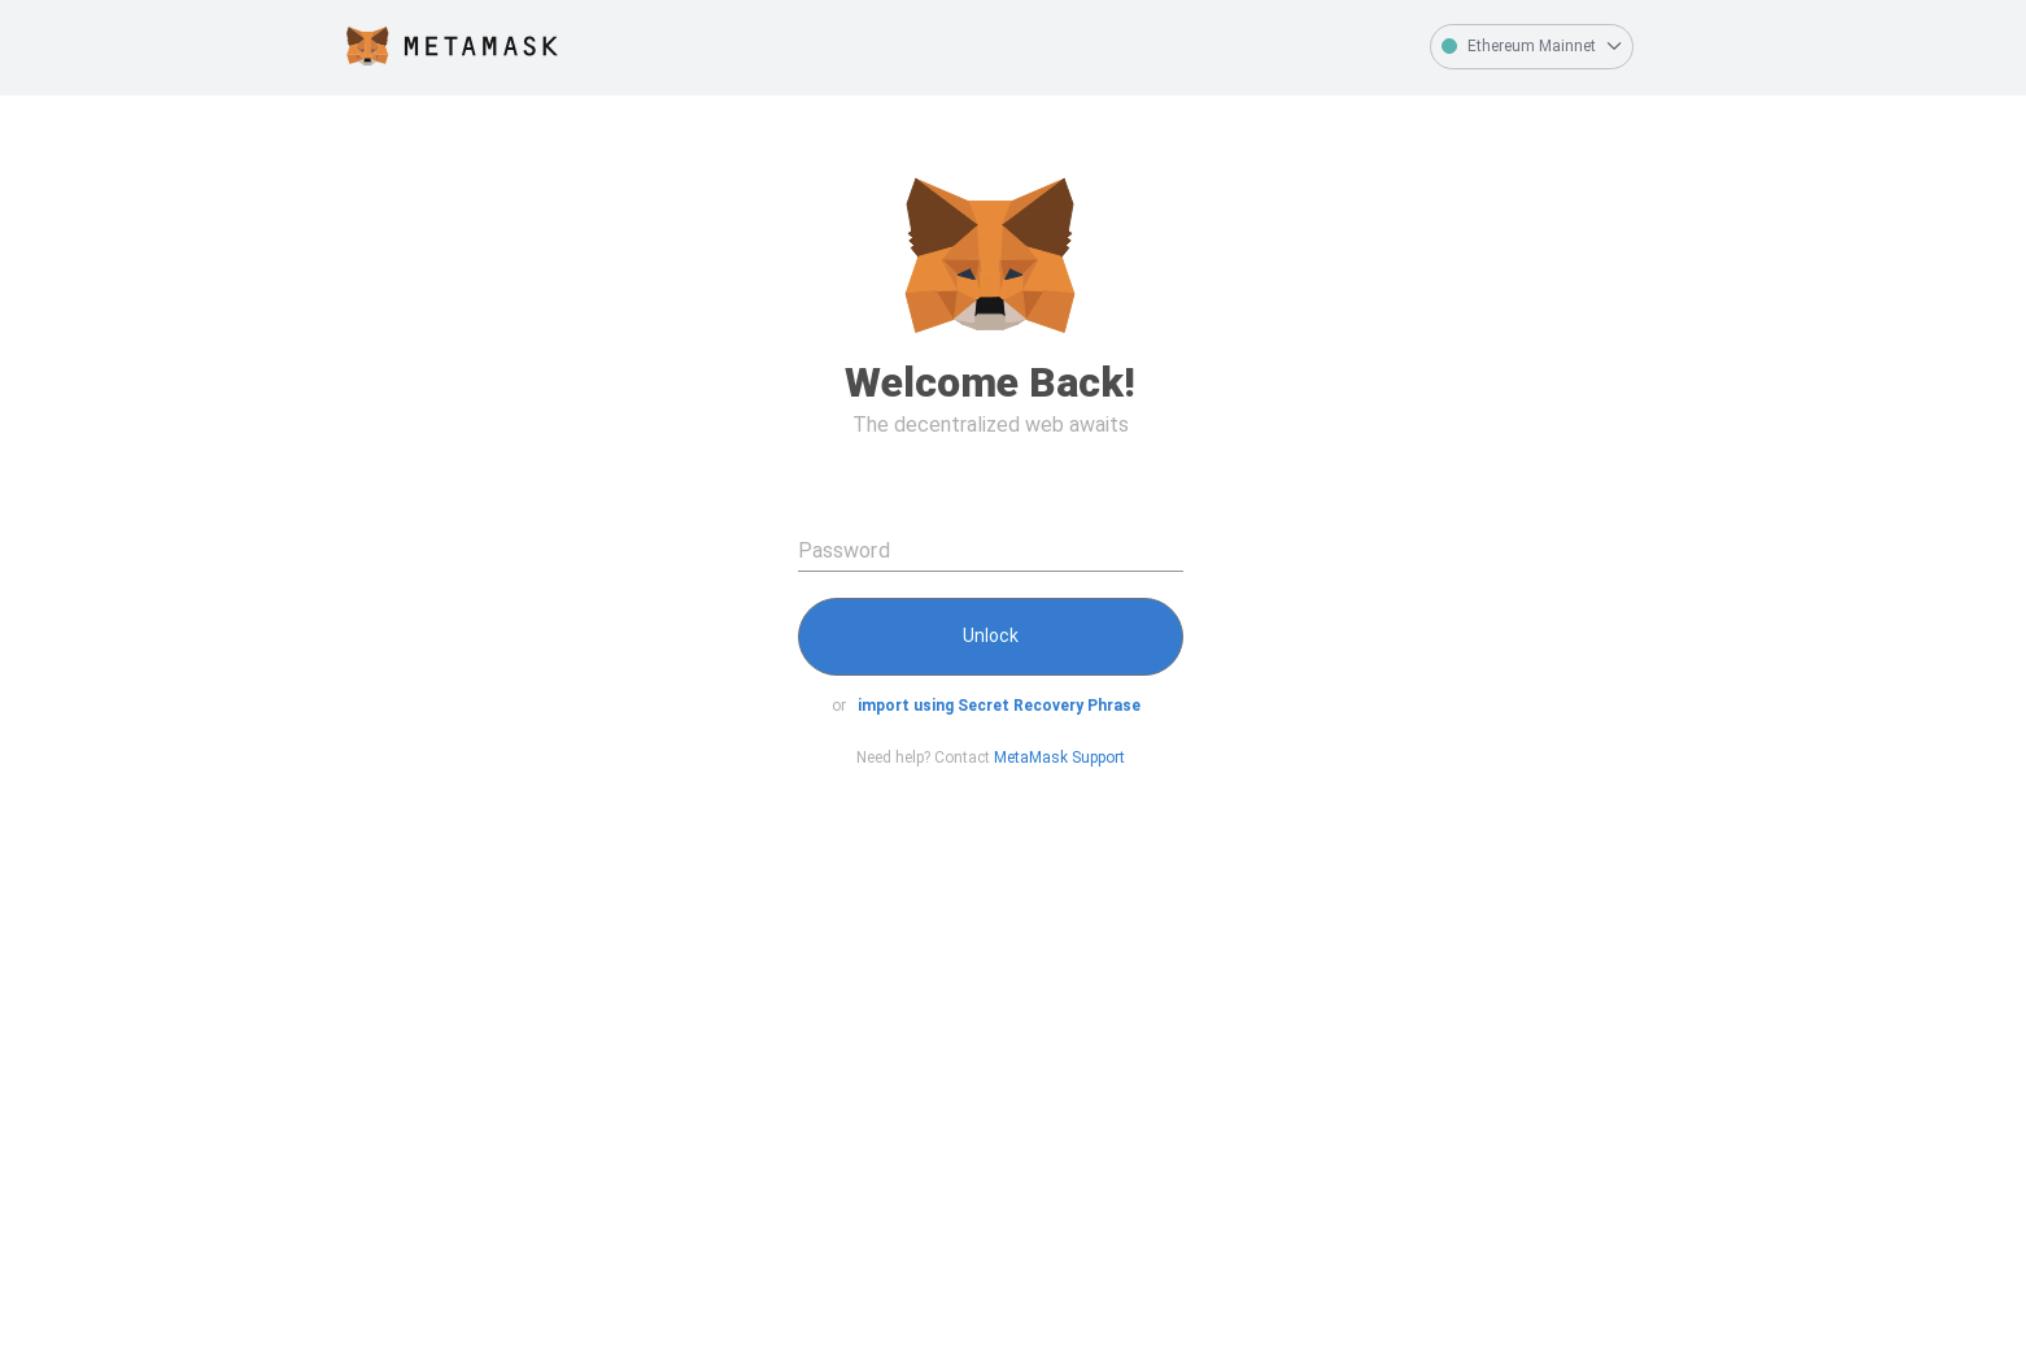 METAMASK
Ethereum Mainnet
Welcome Back!
The decentralized web awaits
Password
Unlock
or import using Secret Recovery Phrase
Need help? Contact MetaMask Support